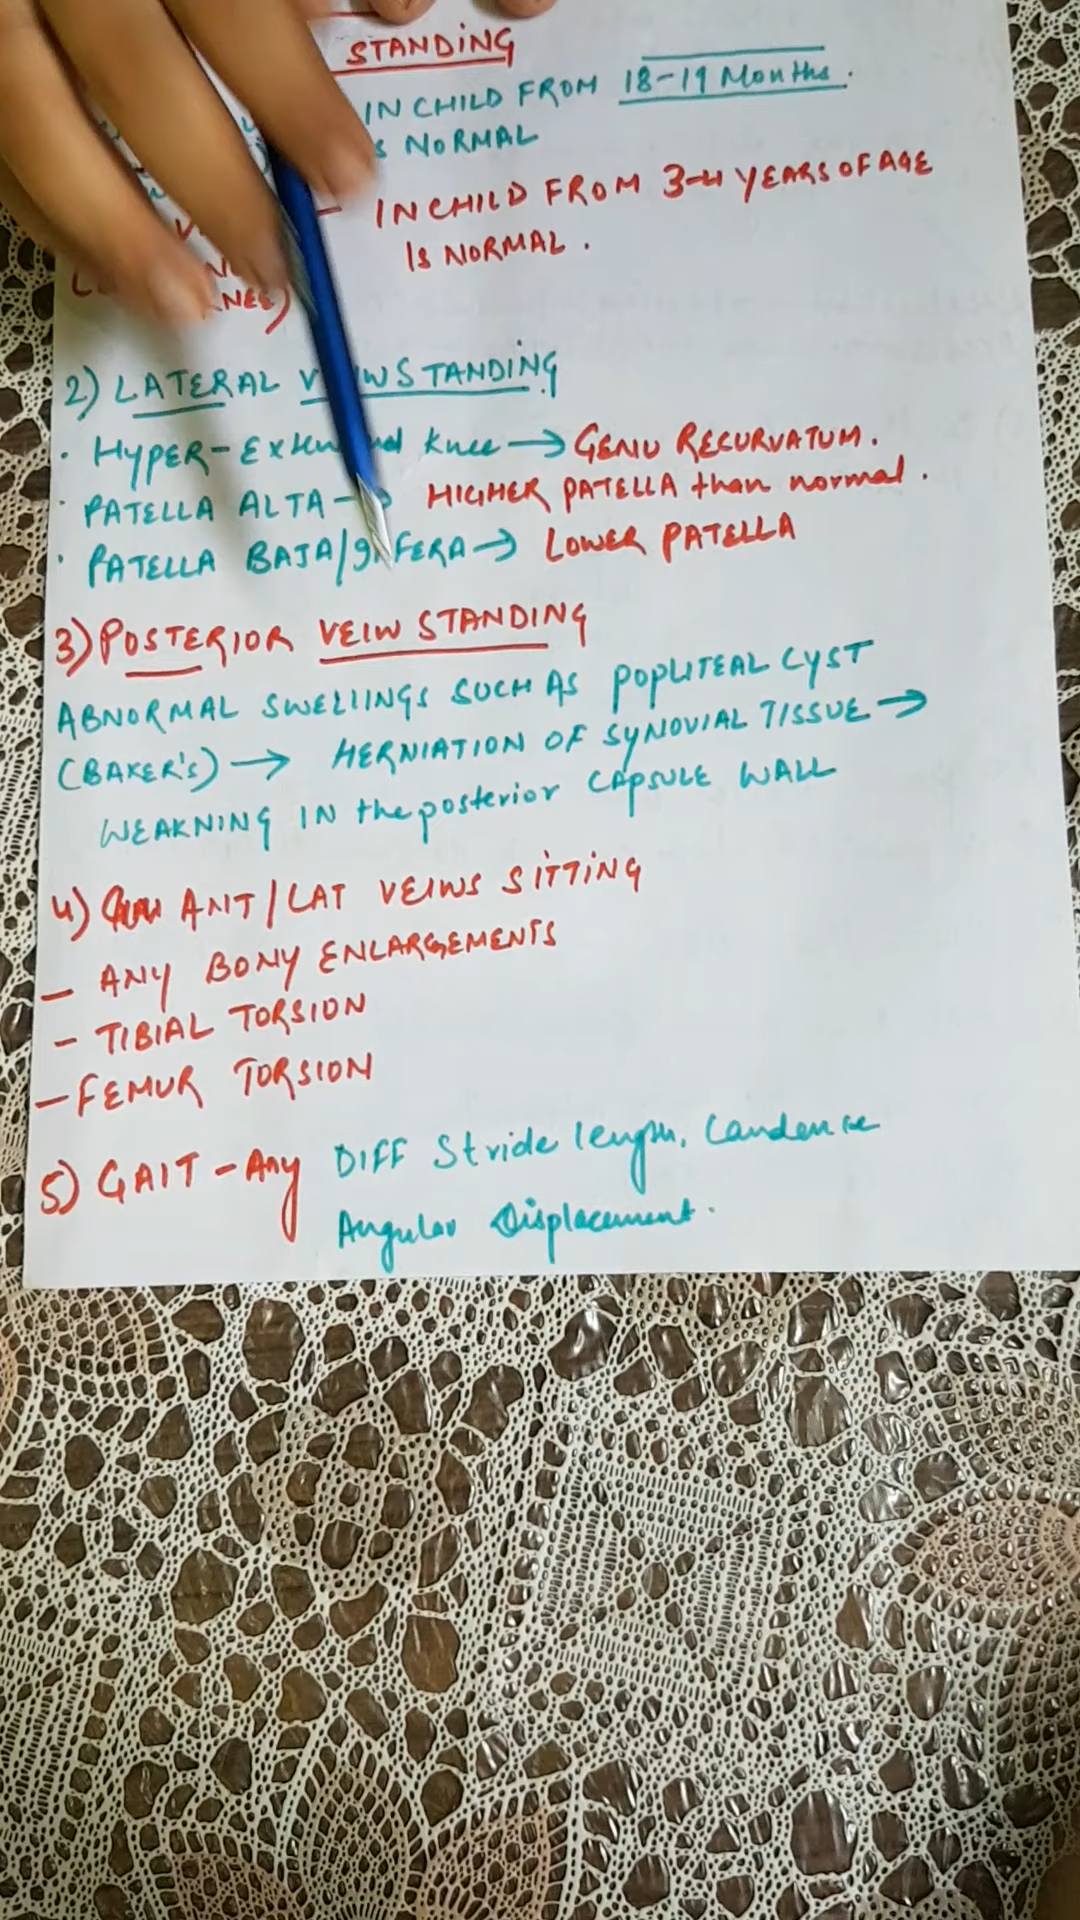 STANDING
IN CHILD FROM 18-19 Months.
NORMAL
- IN CHILD FROM 3-4 YEARS OF AGE
IS NORMAL.
2) LATERAL STANDING
· HYPER- knee → GENU RECURVATUM.
· PATELLA ALTA → HIGHER PATELLA than normal.
· PATELLA BAJA/INFERA → LOWER PATELLA
3) POSTERIOR VEIW STANDING
ABNORMAL SWELLINGS SUCH AS POPLITEAL CYST
(BAKER'S) → HERNIATION OF SYNOVIAL TISSUE →
WEAKNING IN the posterior CAPSULE WALL
4) ANT/LAT VEIWS SITTING
- ANY BONY ENLARGEMENTS
- TIBIAL TORSION
- FEMUR TORSION
5) GAIT - Any DIFF Stride length, Candence
Angular Displacement.